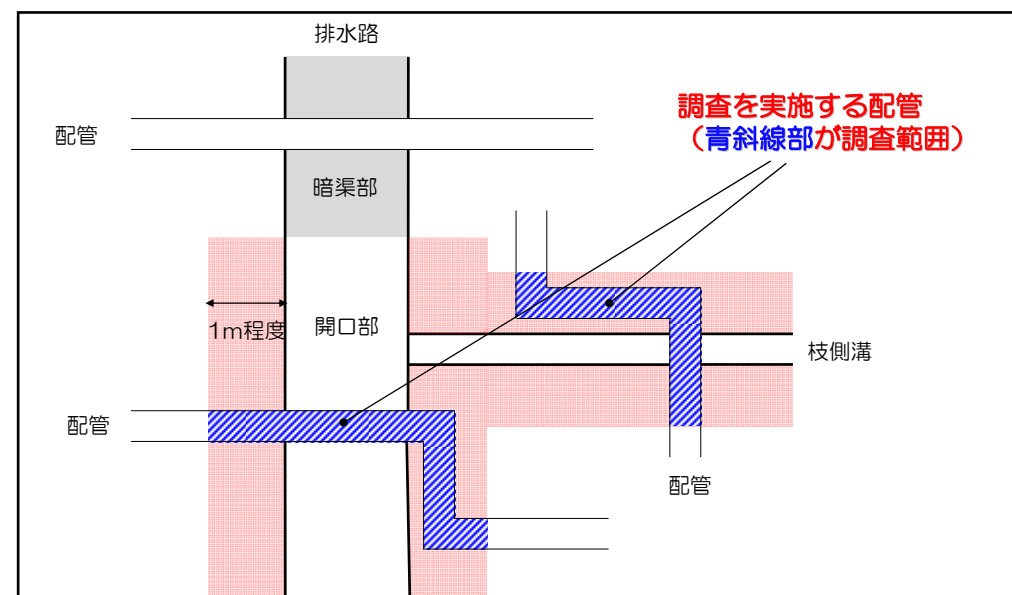 排水路
調査を実施する配管
（青斜線部が調査範囲）
配管
暗渠部
1m程度
開口部
枝側溝
配管
配管